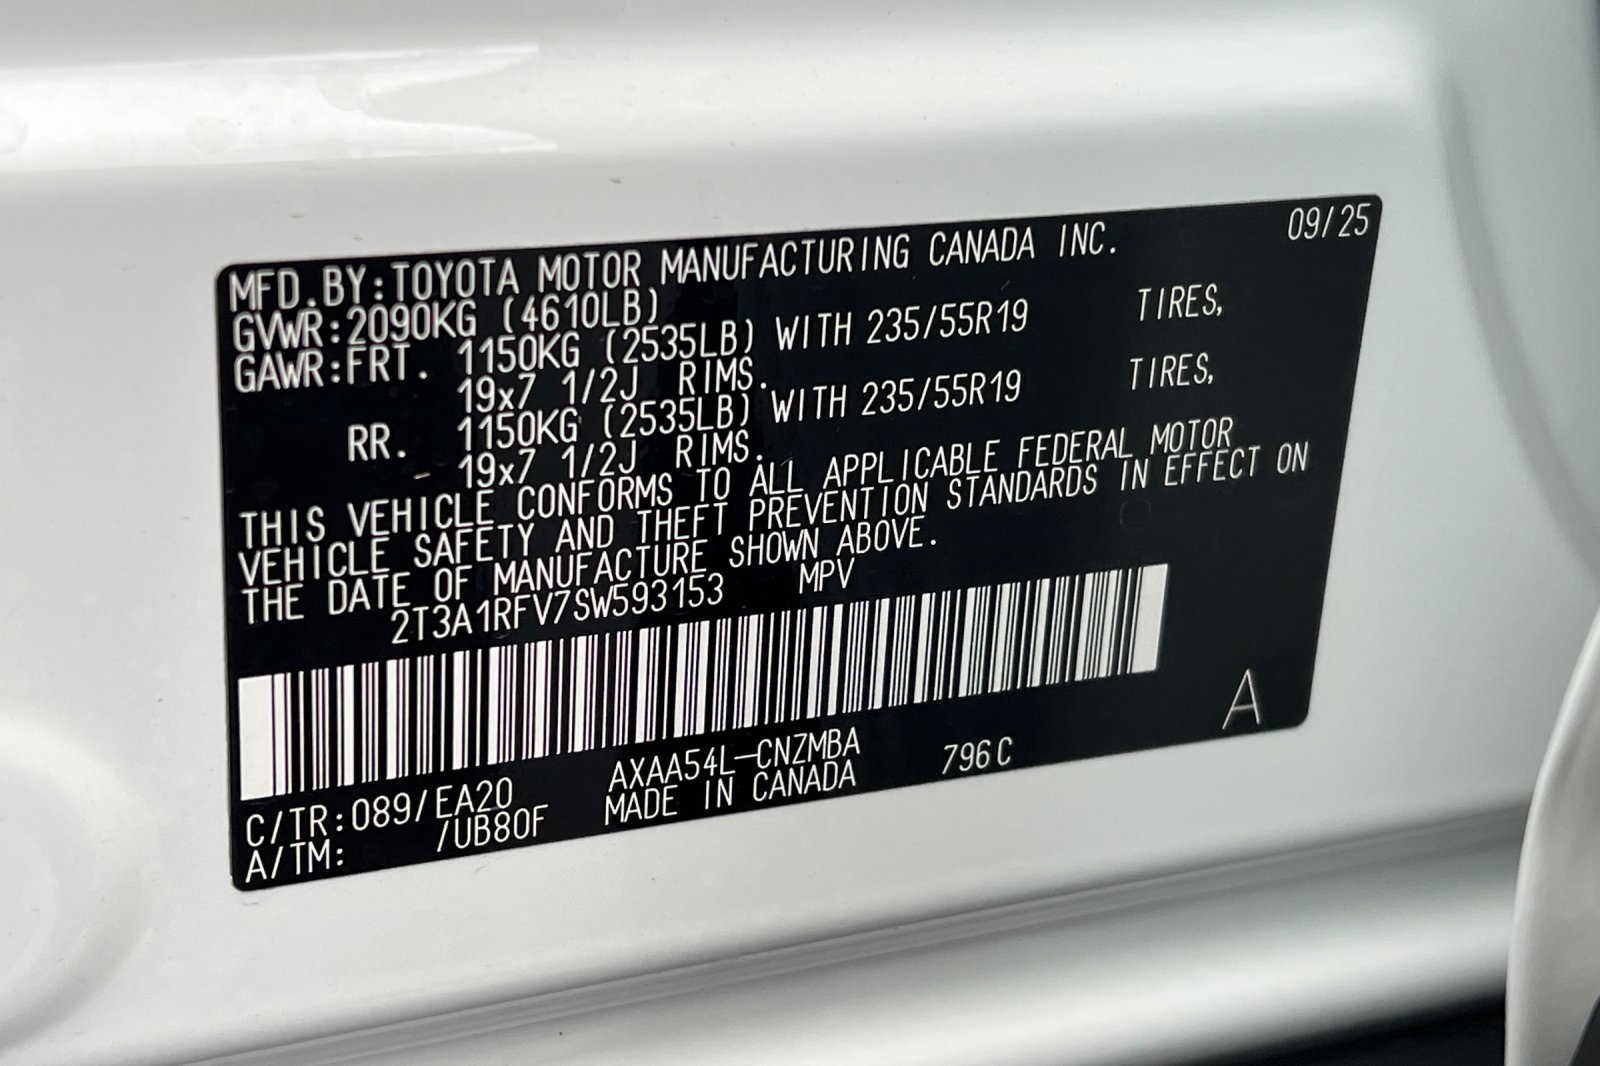 09/25
MFD.BY:TOYOTA MOTOR MANUFACTURING CANADA INC.
GVWR:2090KG (4610LB)
GAWR:FRT. 1150KG (2535LB) WITH 235/55R19 TIRES,
19x7 1/2J RIMS.
RR. 1150KG (2535LB) WITH 235/55R19 TIRES,
19x7 1/2J RIMS.
THIS VEHICLE CONFORMS TO ALL APPLICABLE FEDERAL MOTOR
VEHICLE SAFETY AND THEFT PREVENTION STANDARDS IN EFFECT ON
THE DATE OF MANUFACTURE SHOWN ABOVE.
2T3A1RFV7SW593153 MPV
A
C/TR:089/EA20 AXAA54L-CNZMBA 796C
A/TM: /UB80F MADE IN CANADA